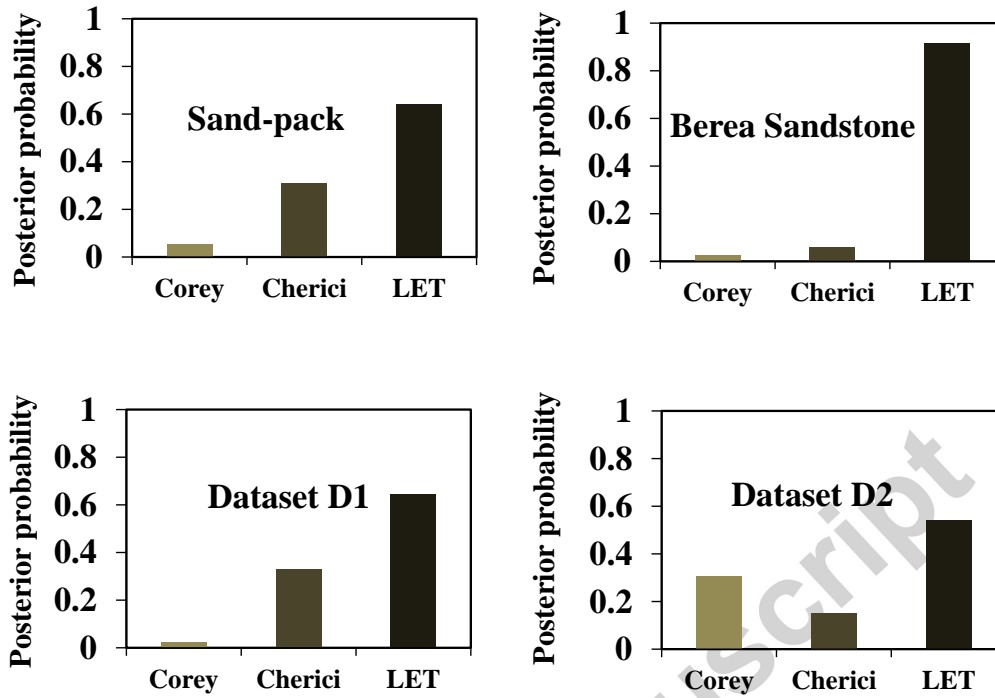 Posterior probability
1
0.8
0.6
0.4
0.2
0
Sand-pack
Corey Cherici LET
Posterior probability
1
0.8
0.6
0.4
0.2
0
Berea Sandstone
Corey Cherici LET
Posterior probability
1
0.8
0.6
0.4
0.2
0
Dataset D1
Corey Cherici LET
Posterior probability
1
0.8
0.6
0.4
0.2
0
Dataset D2
Corey Cherici LET